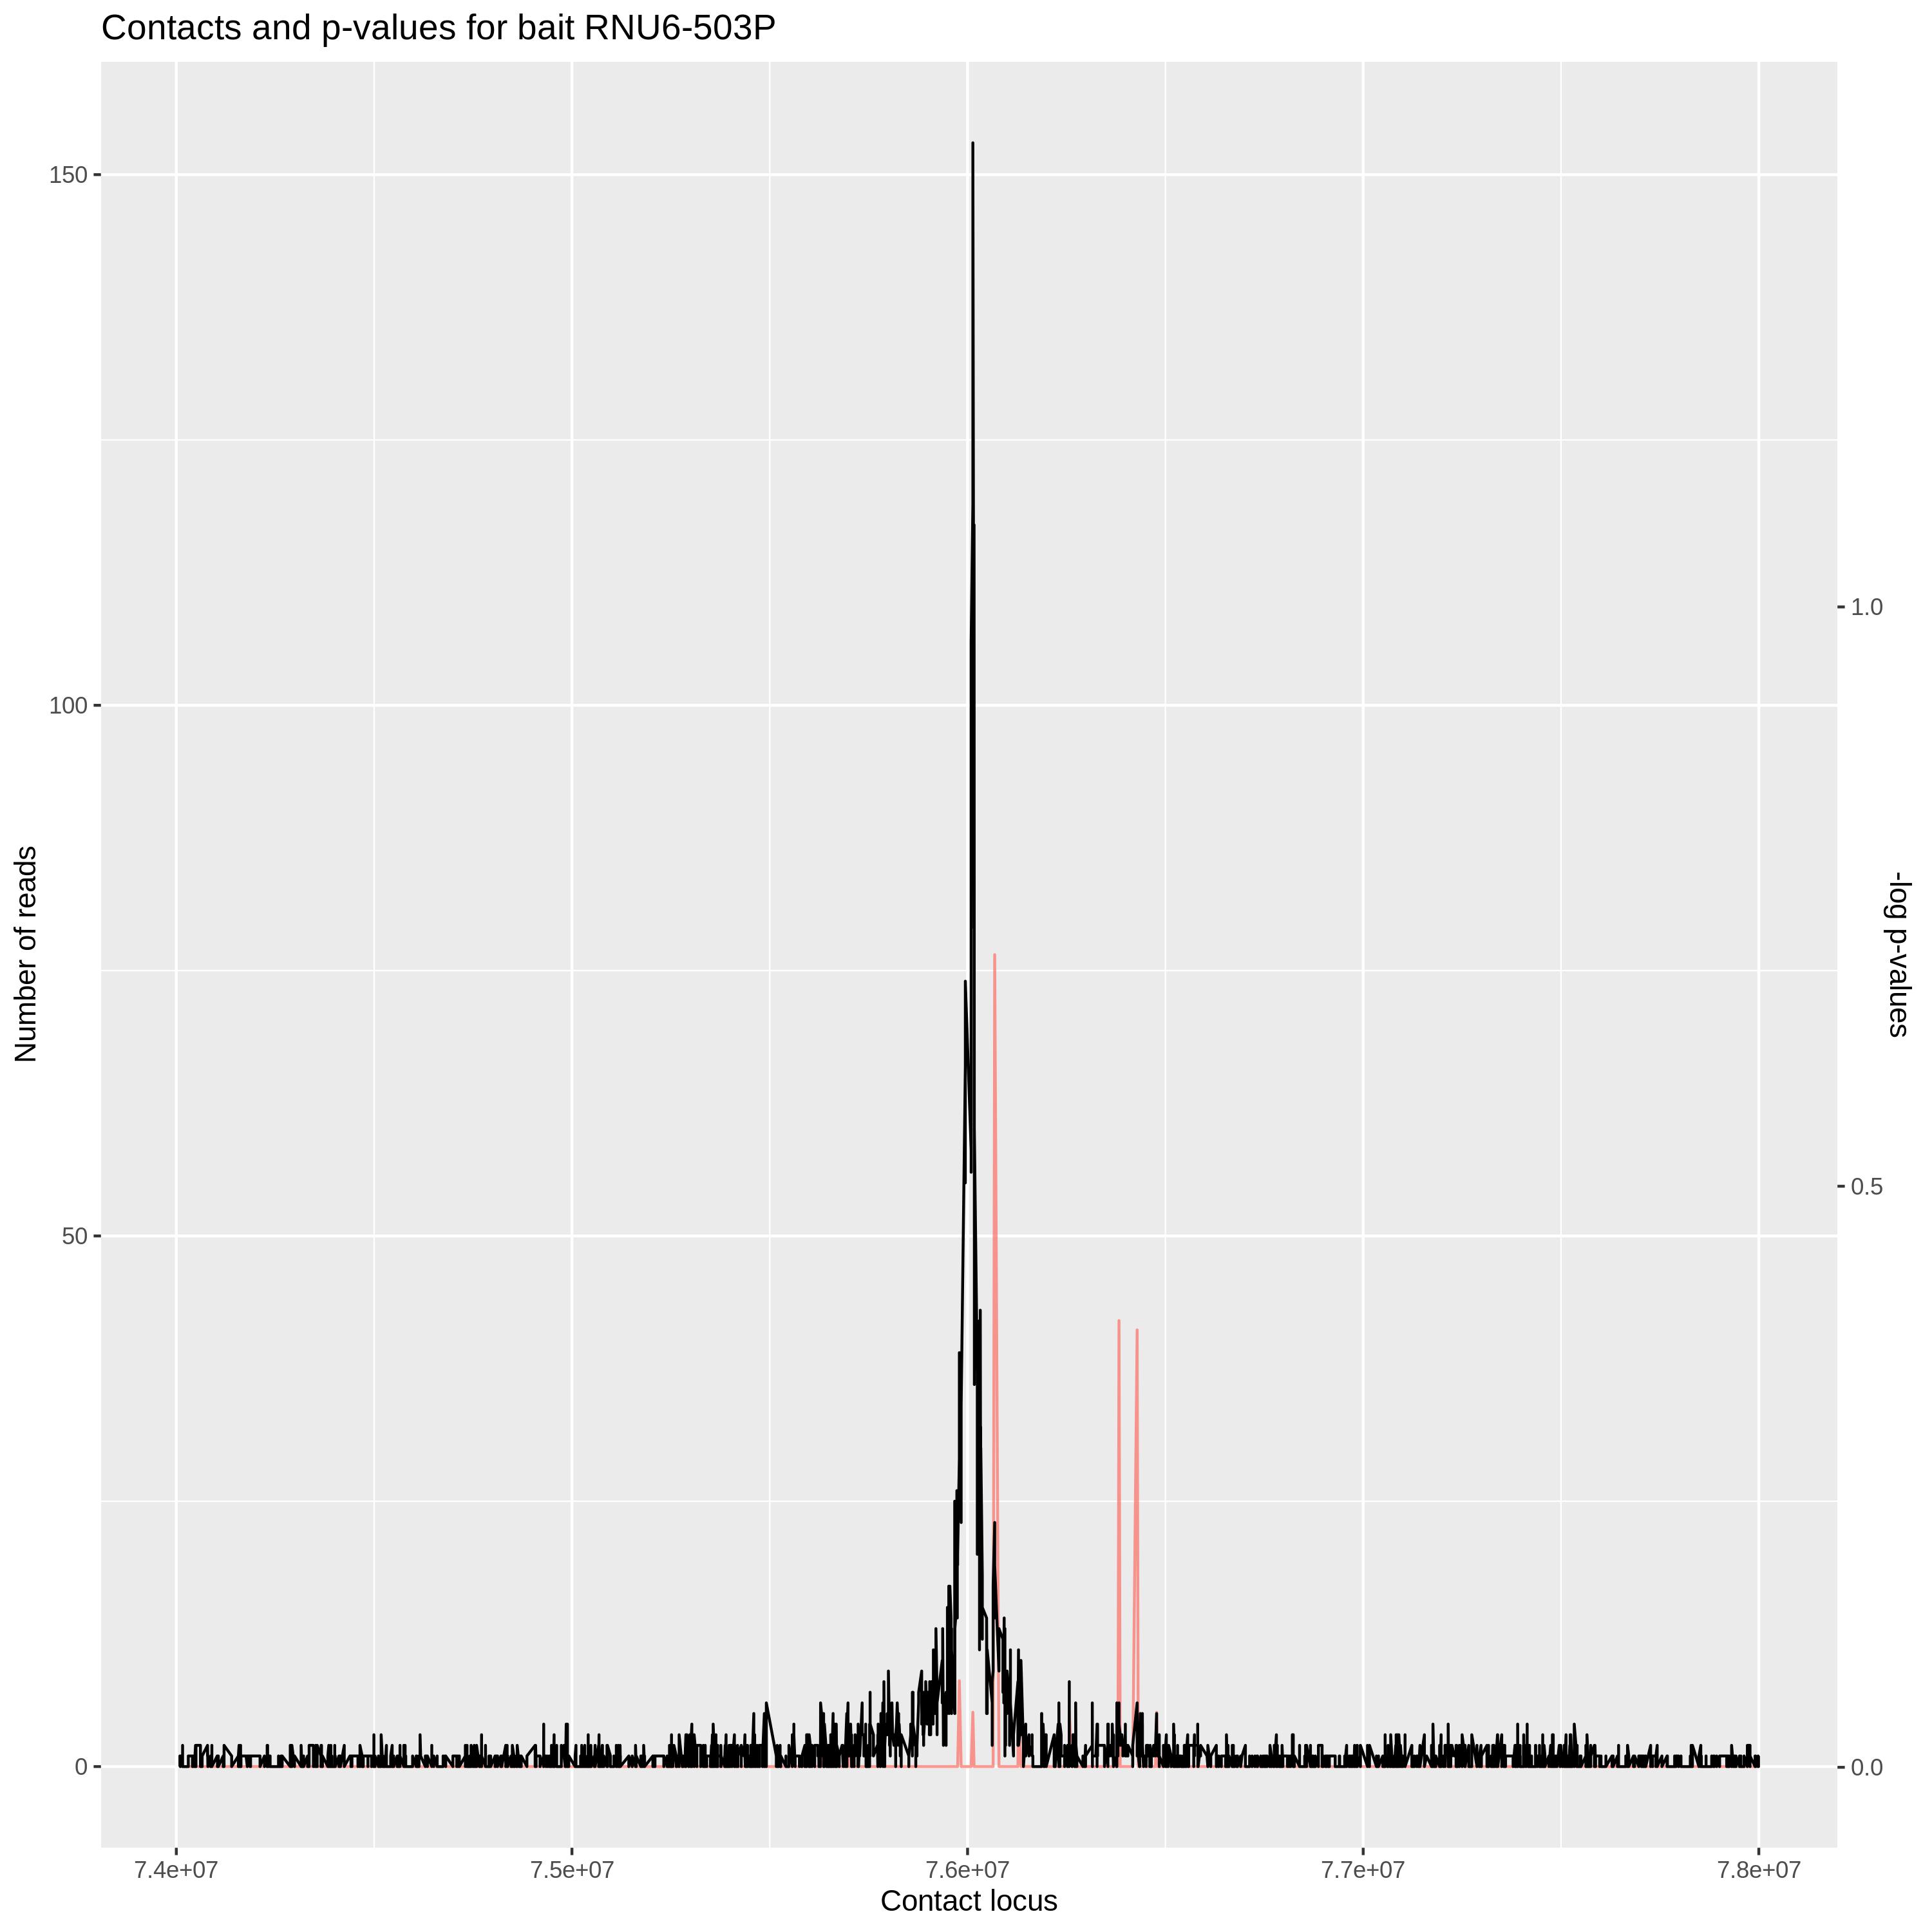 Contacts and p-values for bait RNU6-503P
150
100
50
0
Number of reads
1.0
0.5
0.0
-log p-values
7.4e+07 7.5e+07 7.6e+07 7.7e+07 7.8e+07
Contact locus